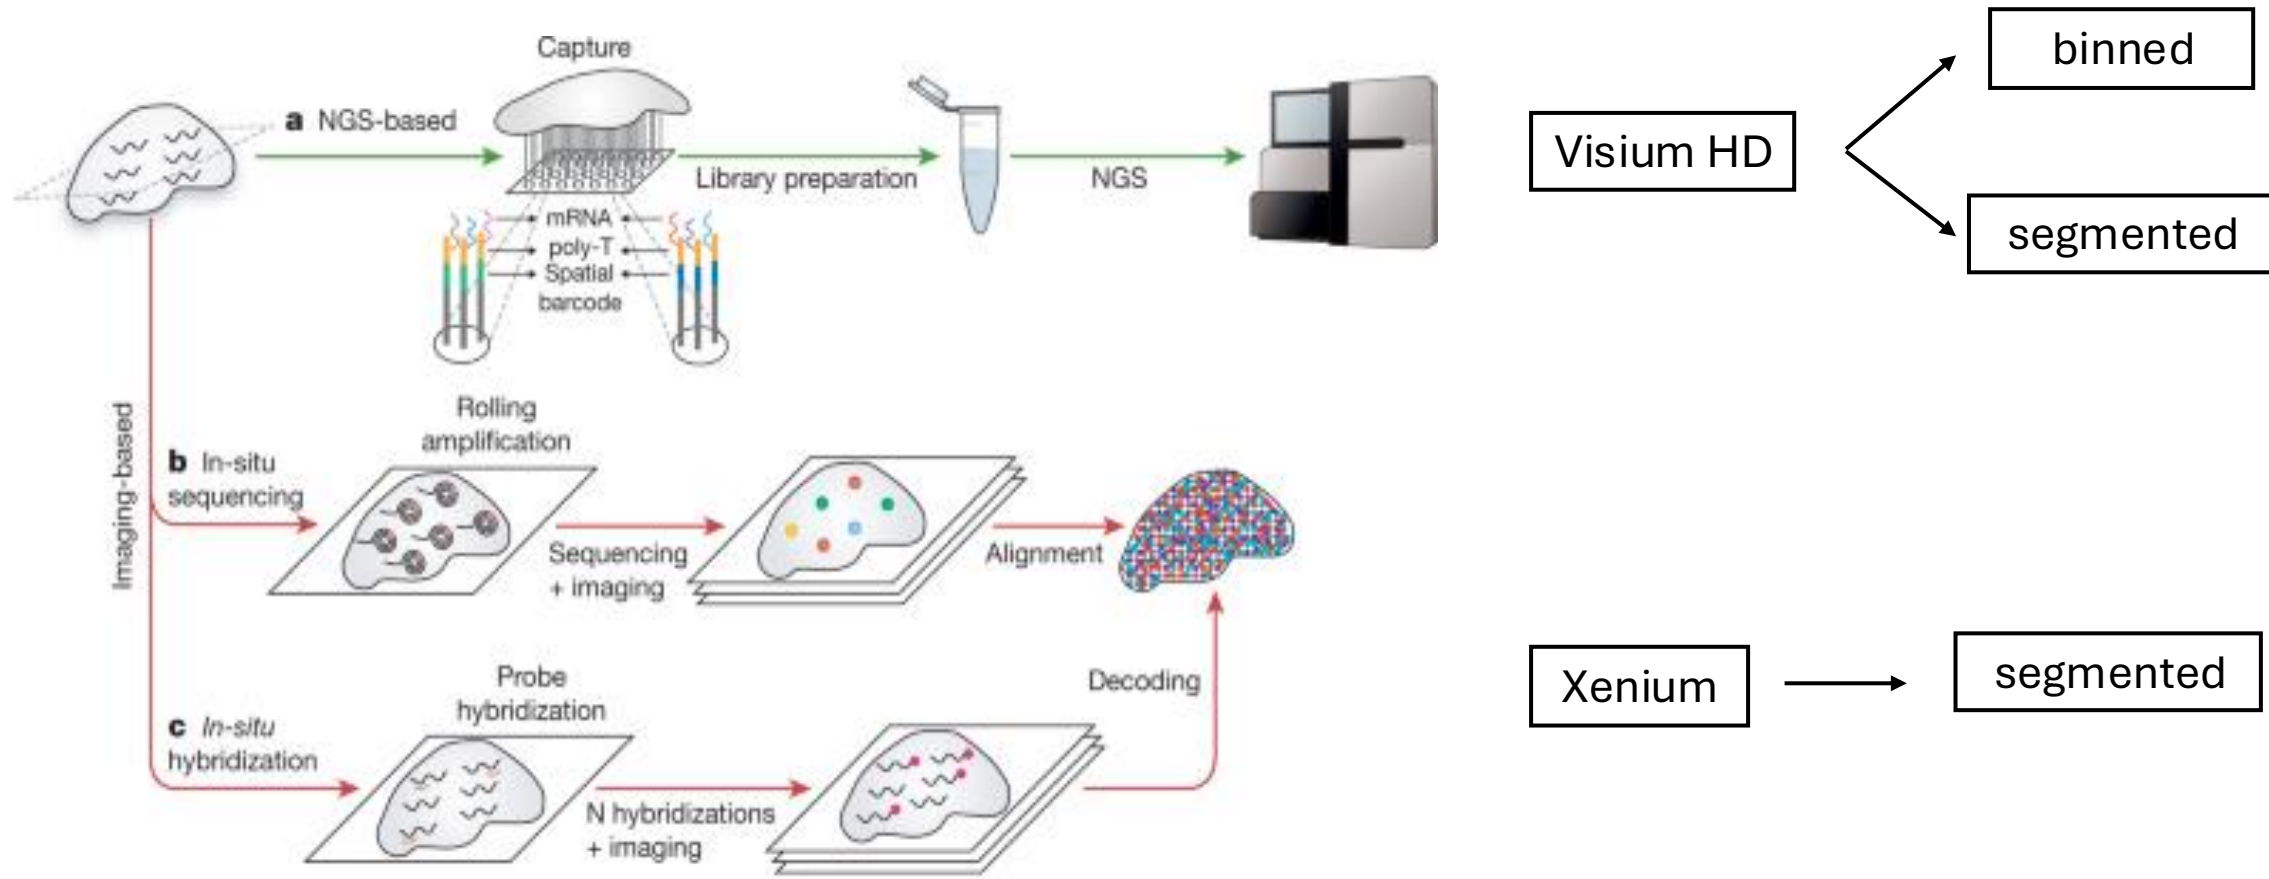 Capture
a NGS-based
Library preparation
NGS
mRNA
poly-T
Spatial
barcode
Visium HD
binned
segmented
Imaging-based
b In-situ
sequencing
Rolling
amplification
Sequencing
+ imaging
Alignment
c In-situ
hybridization
Probe
hybridization
N hybridizations
+ imaging
Decoding
Xenium
segmented